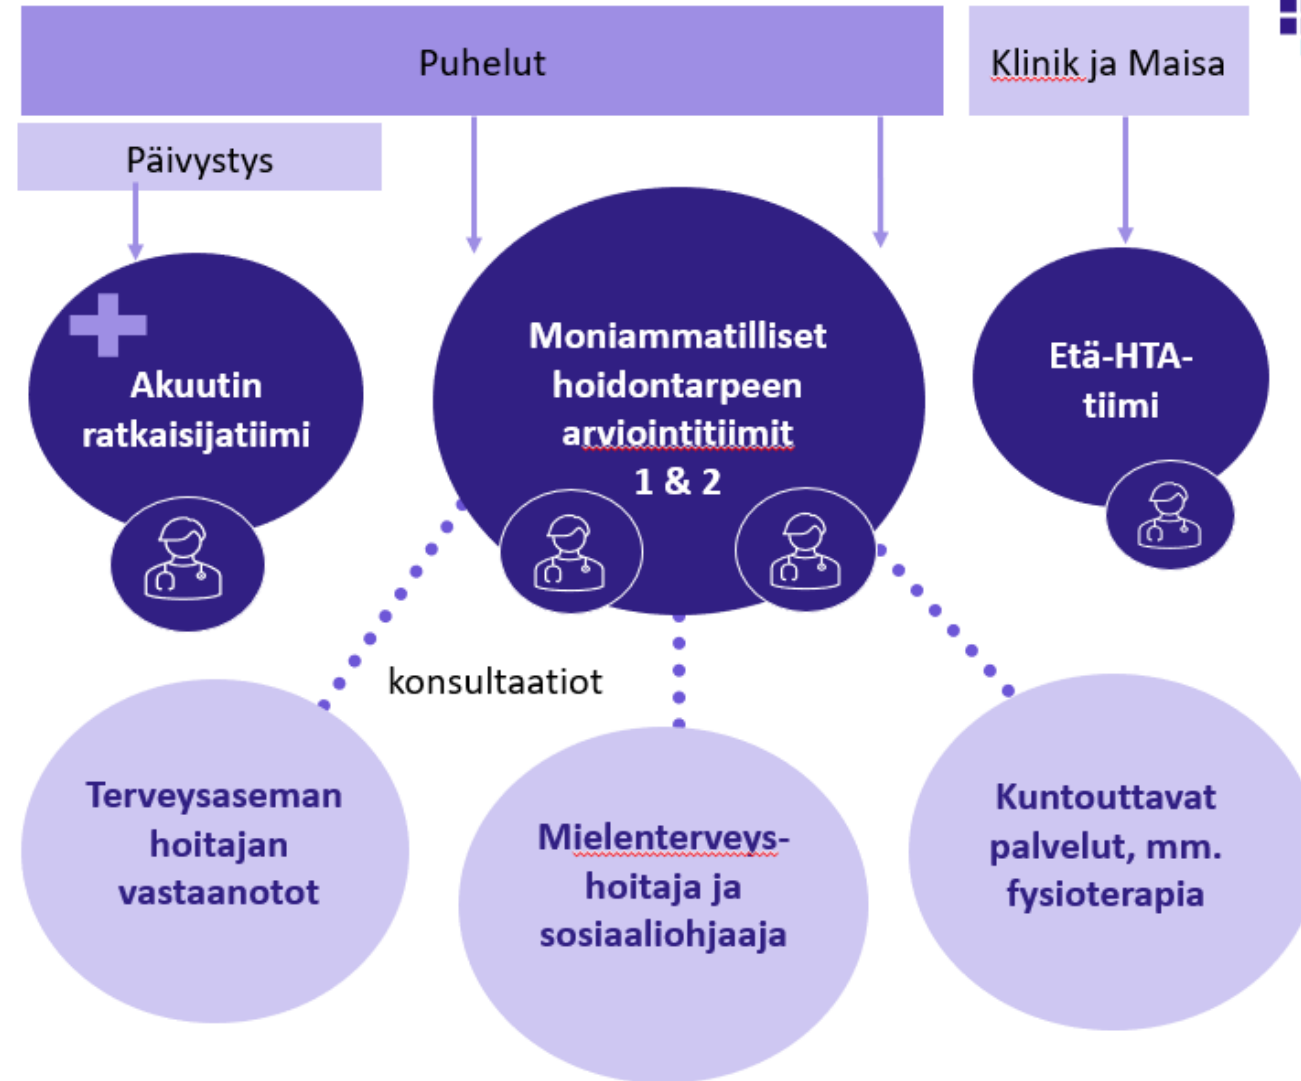 Puhelut
Klinik ja Maisa
Päivystys
Akuutin
ratkaisijatiimi
Moniammatilliset
hoidontarpeen
arviointitiimit
1 & 2
Etä-HTA-
tiimi
konsultaatiot
Terveysaseman
hoitajan
vastaanotot
Mielenterveys-
hoitaja ja
sosiaaliohjaaja
Kuntouttavat
palvelut, mm.
fysioterapia